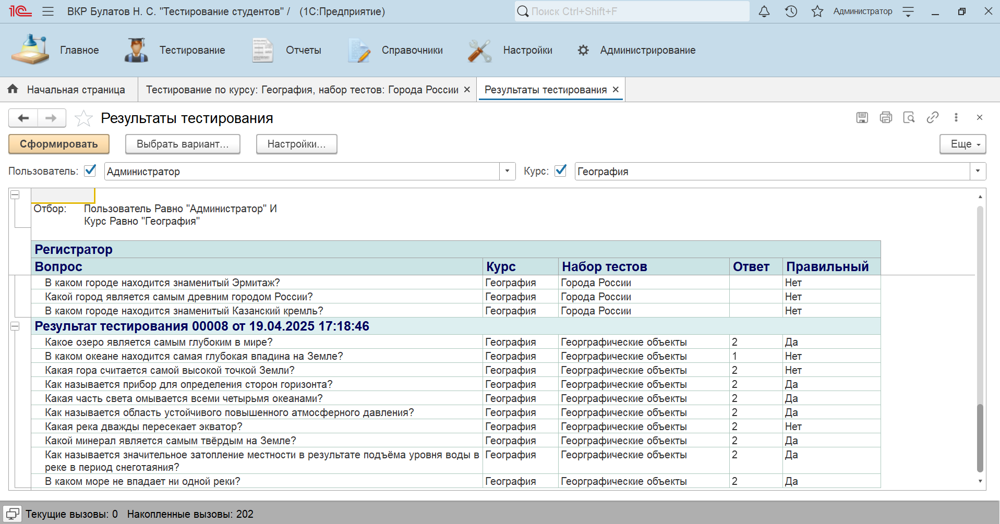 1С ВКР Булатов Н. С. "Тестирование студентов" / (1С:Предприятие) Поиск Ctrl+Shift+F Администратор
Главное Тестирование Отчеты Справочники Настройки Администрирование
Начальная страница Тестирование по курсу: География, набор тестов: Города России Результаты тестирования
Результаты тестирования
Сформировать Выбрать вариант... Настройки... Еще
Пользователь: Администратор Курс: География
Отбор: Пользователь Равно "Администратор" И
Курс Равно "География"
Регистратор
Вопрос Курс Набор тестов Ответ Правильный
В каком городе находится знаменитый Эрмитаж? География Города России Нет
Какой город является самым древним городом России? География Города России Нет
В каком городе находится знаменитый Казанский кремль? География Города России Нет
Результат тестирования 00008 от 19.04.2025 17:18:46
Какое озеро является самым глубоким в мире? География Геогрграфические объекты 2 Да
В каком океане находится самая глубокая впадина на Земле? География Геогрграфические объекты 1 Нет
Какая гора считается самой высокой точкой Земли? География Геогрграфические объекты 2 Нет
Как называется прибор для определения сторон горизонта? География Геогрграфические объекты 2 Да
Какая часть света омывается всеми четырьмя океанами? География Геогрграфические объекты 2 Да
Как называется область устойчивого повышенного атмосферного давления? География Геогрграфические объекты 2 Да
Какая река дважды пересекает экватор? География Геогрграфические объекты 2 Нет
Какой минерал является самым твёрдым на Земле? География Геогрграфические объекты 2 Да
Как называется значительное затопление местности в результате подъёма уровня воды в География Геогрграфические объекты 2 Да
реке в период снеготаяния?
В каком море не впадает ни одной реки? География Геогрграфические объекты 2 Да
Текущие вызовы: 0 Накопленные вызовы: 202